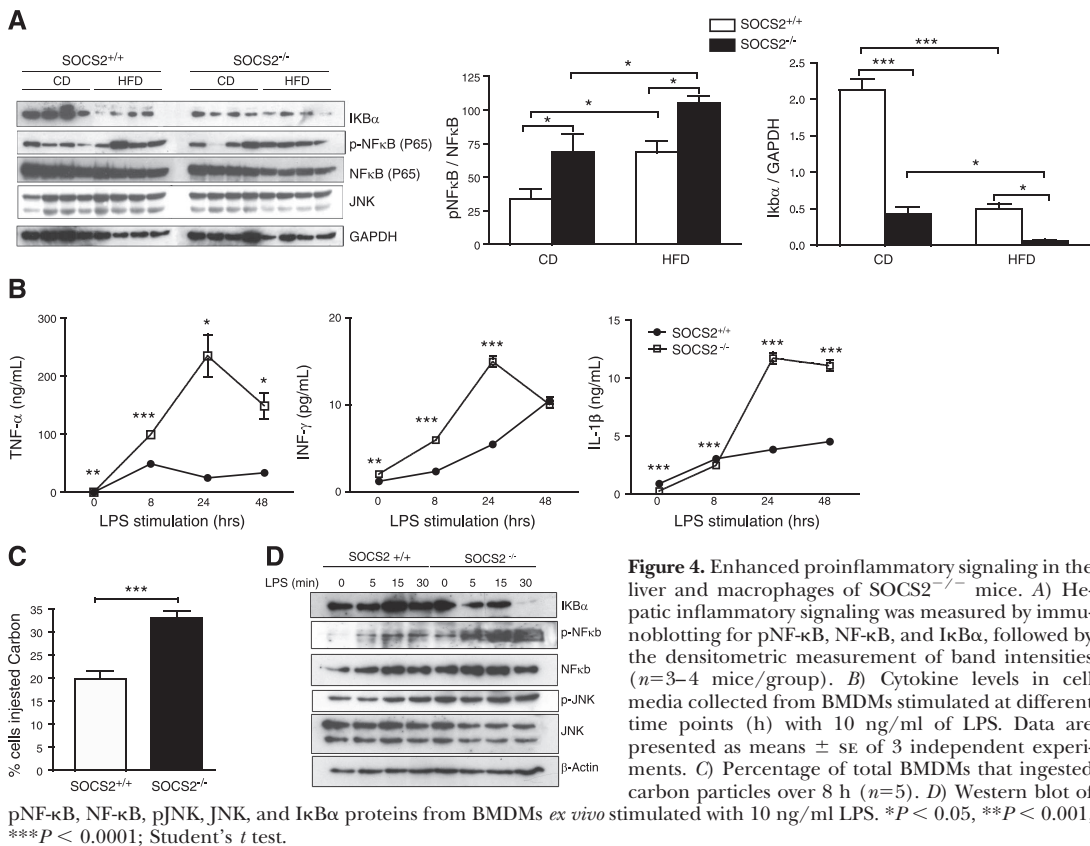 A
SOCS2+/+
SOCS2-/-
CD HFD CD HFD
IKBα
p-NFκB (P65)
NFκB (P65)
JNK
GAPDH
SOCS2+/+
SOCS2-/-
pNFκB / NFκB
125
100
75
50
25
0
* * * *
CD HFD
Ikbα / GAPDH
2.5
2.0
1.5
1.0
0.5
0.0
*** *** * *
CD HFD
B
TNF-α (ng/mL)
300
200
100
0
** *** * *
0 8 24 48
LPS stimulation (hrs)
INF-γ (pg/mL)
20
15
10
0
** *** ***
0 8 24 48
LPS stimulation (hrs)
IL-1β (ng/mL)
15
10
5
0
SOCS2+/+
SOCS2-/-
*** *** *** ***
0 8 24 48
LPS stimulation (hrs)
C
% cells injected Carbon
35
30
25
20
15
10
5
0
***
SOCS2+/+ SOCS2-/-
D
SOCS2 +/+ SOCS2 -/-
LPS (min) 0 5 15 30 0 5 15 30
IKBα
p-NFκb
NFκb
p-JNK
JNK
β-Actin
Figure 4. Enhanced proinflammatory signaling in the
liver and macrophages of SOCS2−/− mice. A) He-
patic inflammatory signaling was measured by immu-
noblotting for pNF-κB, NF-κB, and IκBα, followed by
the densitometric measurement of band intensities
(n=3–4 mice/group). B) Cytokine levels in cell
media collected from BMDMs stimulated at different
time points (h) with 10 ng/ml of LPS. Data are
presented as means ± SE of 3 independent experi-
ments. C) Percentage of total BMDMs that ingested
carbon particles over 8 h (n=5). D) Western blot of
pNF-κB, NF-κB, pJNK, JNK, and IκBα proteins from BMDMs ex vivo stimulated with 10 ng/ml LPS. *P < 0.05, **P < 0.001,
***P < 0.0001; Student's t test.